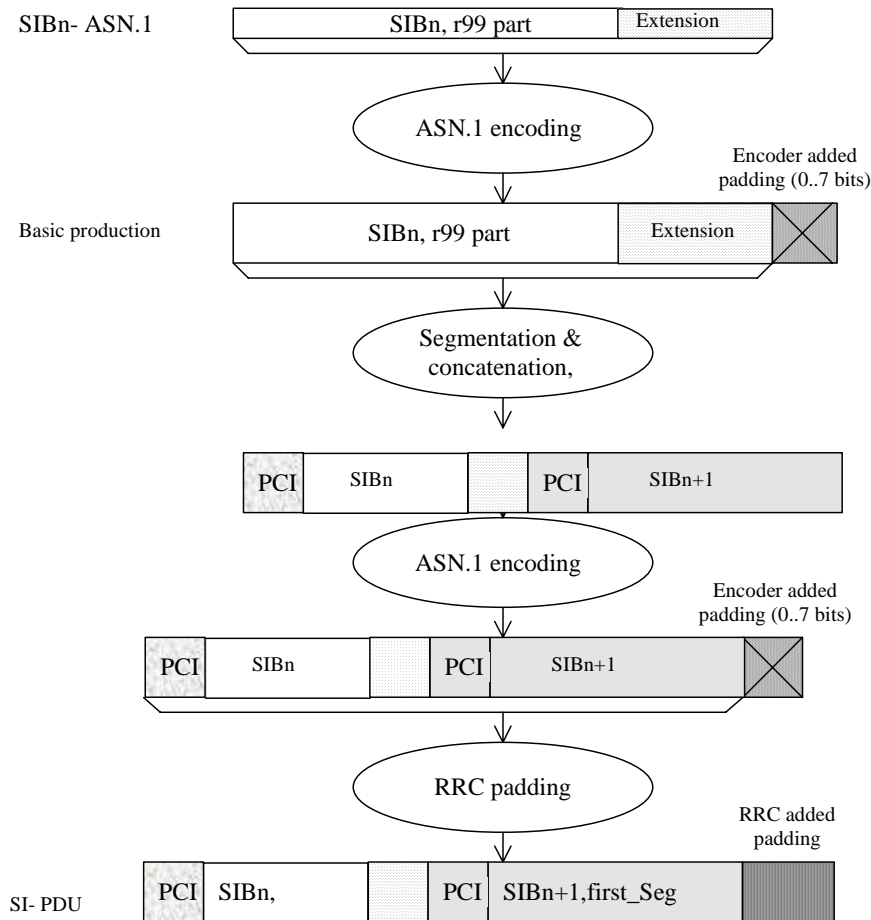 SIBn- ASN.1
SIBn, r99 part
Extension
ASN.1 encoding
Encoder added
padding (0..7 bits)
Basic production
SIBn, r99 part
Extension
Segmentation &
concatenation,
PCI
SIBn
PCI
SIBn+1
ASN.1 encoding
Encoder added
padding (0..7 bits)
PCI
SIBn
PCI
SIBn+1
RRC padding
RRC added
padding
SI- PDU
PCI
SIBn,
PCI
SIBn+1,first_Seg